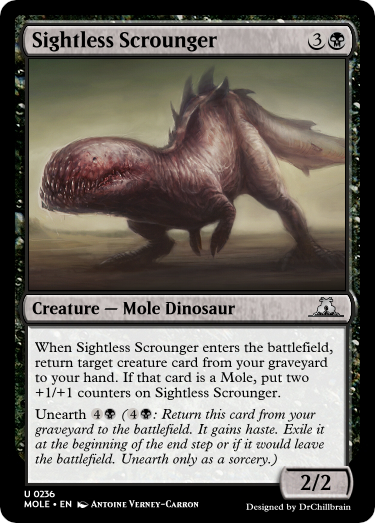 Sightless Scrounger 3
Creature — Mole Dinosaur
When Sightless Scrounger enters the battlefield,
return target creature card from your graveyard
to your hand. If that card is a Mole, put two
+1/+1 counters on Sightless Scrounger.
Unearth 4 ( 4 : Return this card from your
graveyard to the battlefield. It gains haste. Exile it
at the beginning of the end step or if it would leave
the battlefield. Unearth only as a sorcery.)
2/2
U 0236
MOLE • EN Antoine Verney-Carron
Designed by DrChillbrain